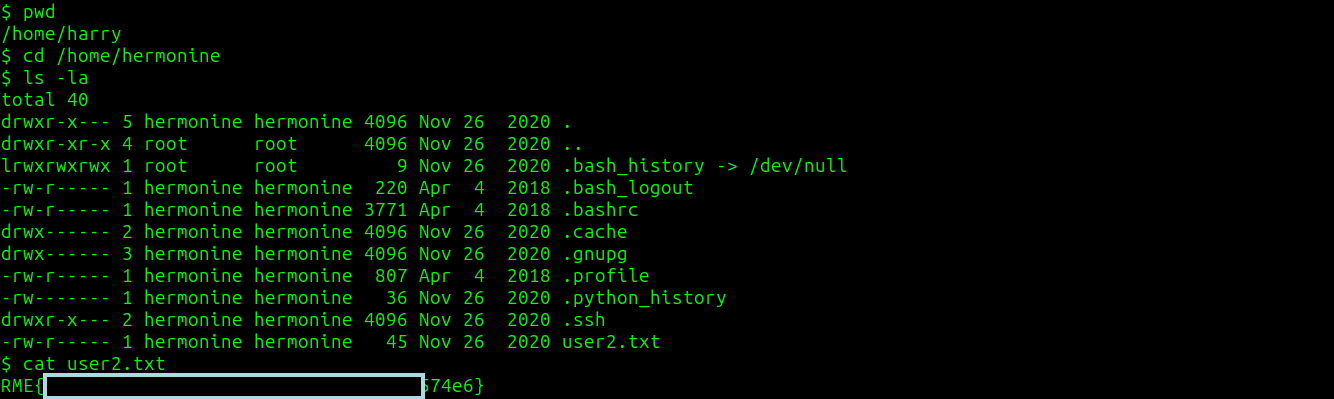 $ pwd
/home/harry
$ cd /home/hermonine
$ ls -la
total 40
drwxr-x--- 5 hermonine hermonine 4096 Nov 26  2020 .
drwxr-xr-x 4 root      root      4096 Nov 26  2020 ..
lrwxrwxrwx 1 root      root         9 Nov 26  2020 .bash_history -> /dev/null
-rw-r----- 1 hermonine hermonine  220 Apr  4  2018 .bash_logout
-rw-r----- 1 hermonine hermonine 3771 Apr  4  2018 .bashrc
drwx------ 2 hermonine hermonine 4096 Nov 26  2020 .cache
drwx------ 3 hermonine hermonine 4096 Nov 26  2020 .gnupg
-rw-r----- 1 hermonine hermonine  807 Apr  4  2018 .profile
-rw------- 1 hermonine hermonine   36 Nov 26  2020 .python_history
drwxr-x--- 2 hermonine hermonine 4096 Nov 26  2020 .ssh
-rw-r----- 1 hermonine hermonine   45 Nov 26  2020 user2.txt
$ cat user2.txt
RME{ 574e6}